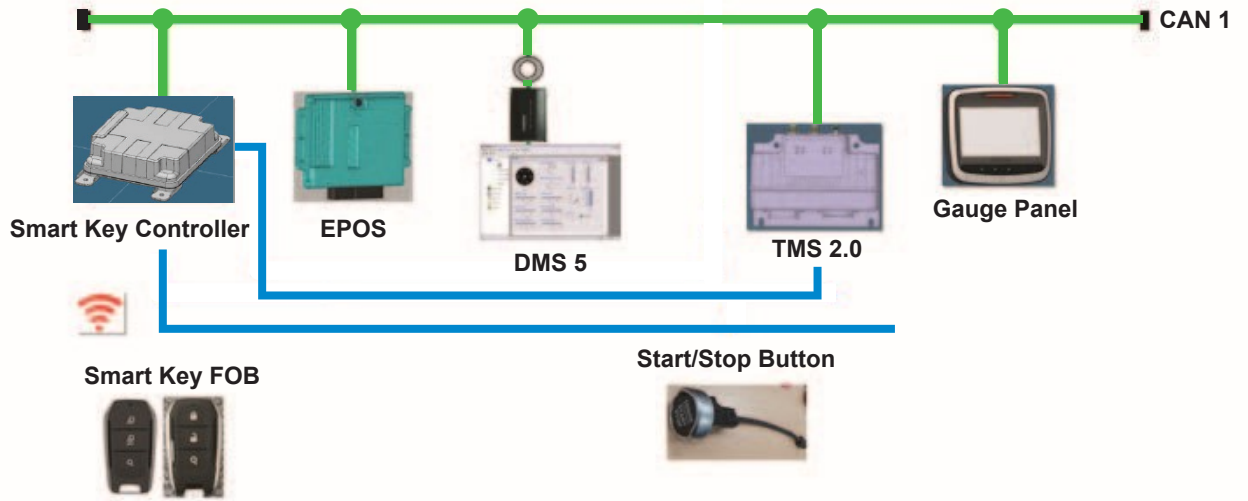 CAN 1
Smart Key Controller
EPOS
DMS 5
TMS 2.0
Gauge Panel
Smart Key FOB
Start/Stop Button